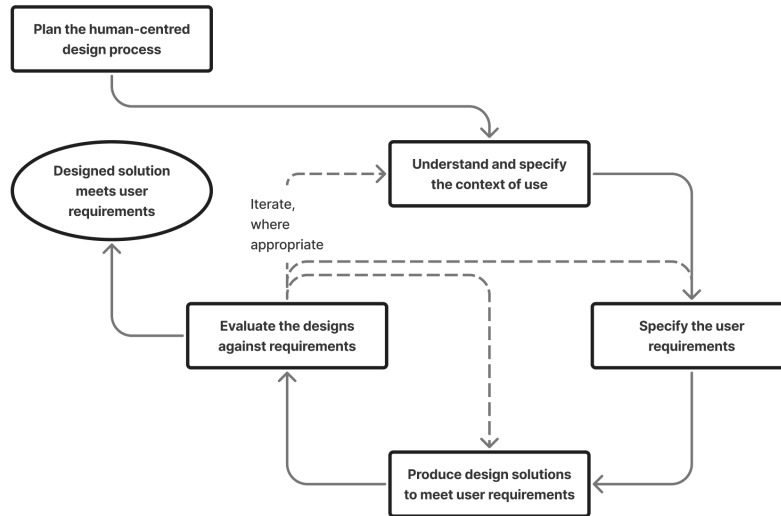 Plan the human-centred
design process
Understand and specify
the context of use
Designed solution
meets user
requirements
Iterate,
where
appropriate
Evaluate the designs
against requirements
Specify the user
requirements
Produce design solutions
to meet user requirements